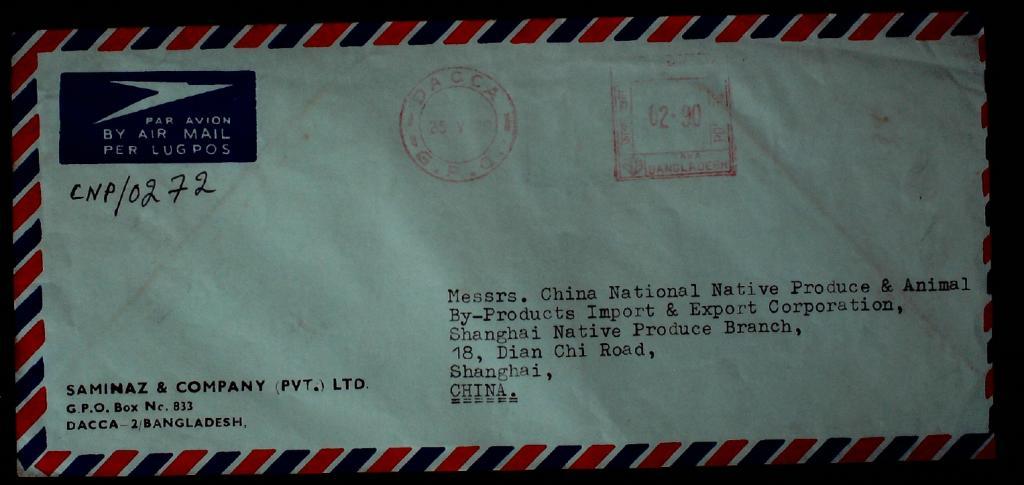 PAR AVION
BY AIR MAIL
PER LUGPOS
CNP/0272
DACCA
G.P.O.
02·90
BANGLADESH
Messrs. China National Native Produce & Animal
By-Products Import & Export Corporation,
Shanghai Native Produce Branch,
18, Dian Chi Road,
Shanghai,
CHINA.
SAMINAZ & COMPANY (PVT.) LTD.
G.P.O. Box No. 833
DACCA-2/BANGLADESH,